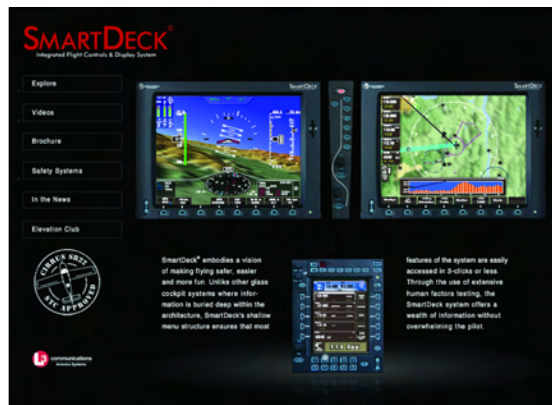 SMARTDECK®
Integrated Flight Controls & Display System
Explore
Videos
Brochure
Safety Systems
In the News
Elevation Club
CIRRUS SR22
STC APPROVED
L3 communications
Avionics Systems
SMARTDECK
SMARTDECK
SmartDeck® embodies a vision
of making flying safer, easier
and more fun. Unlike other glass
cockpit systems where infor-
mation is buried deep within the
architecture, SmartDeck's shallow
menu structure ensures that most
features of the system are easily
accessed in 3-clicks or less.
Through the use of extensive
human factors testing, the
SmartDeck system offers a
wealth of information without
overwhelming the pilot.